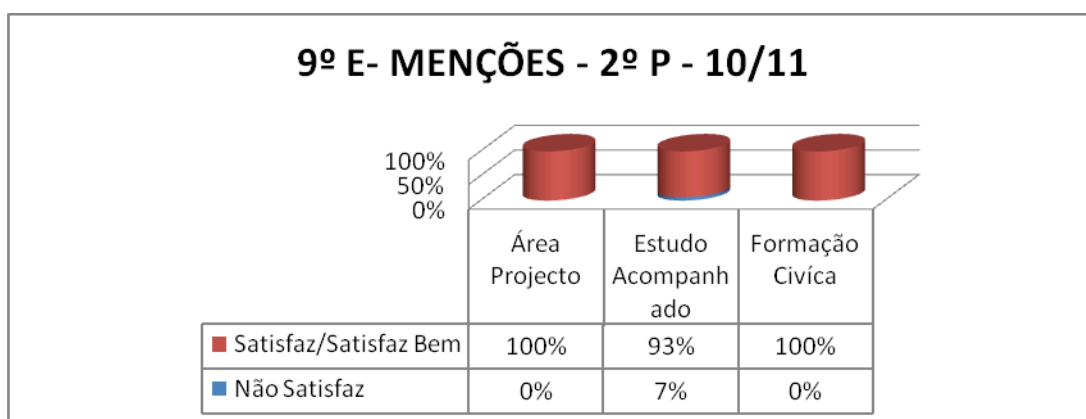 9º E- MENÇÕES - 2º P - 10/11
100%
50%
0%
Área
Projecto
Estudo
Acompanh
ado
Formação
Civíca
Satisfaz/Satisfaz Bem 100% 93% 100%
Não Satisfaz 0% 7% 0%